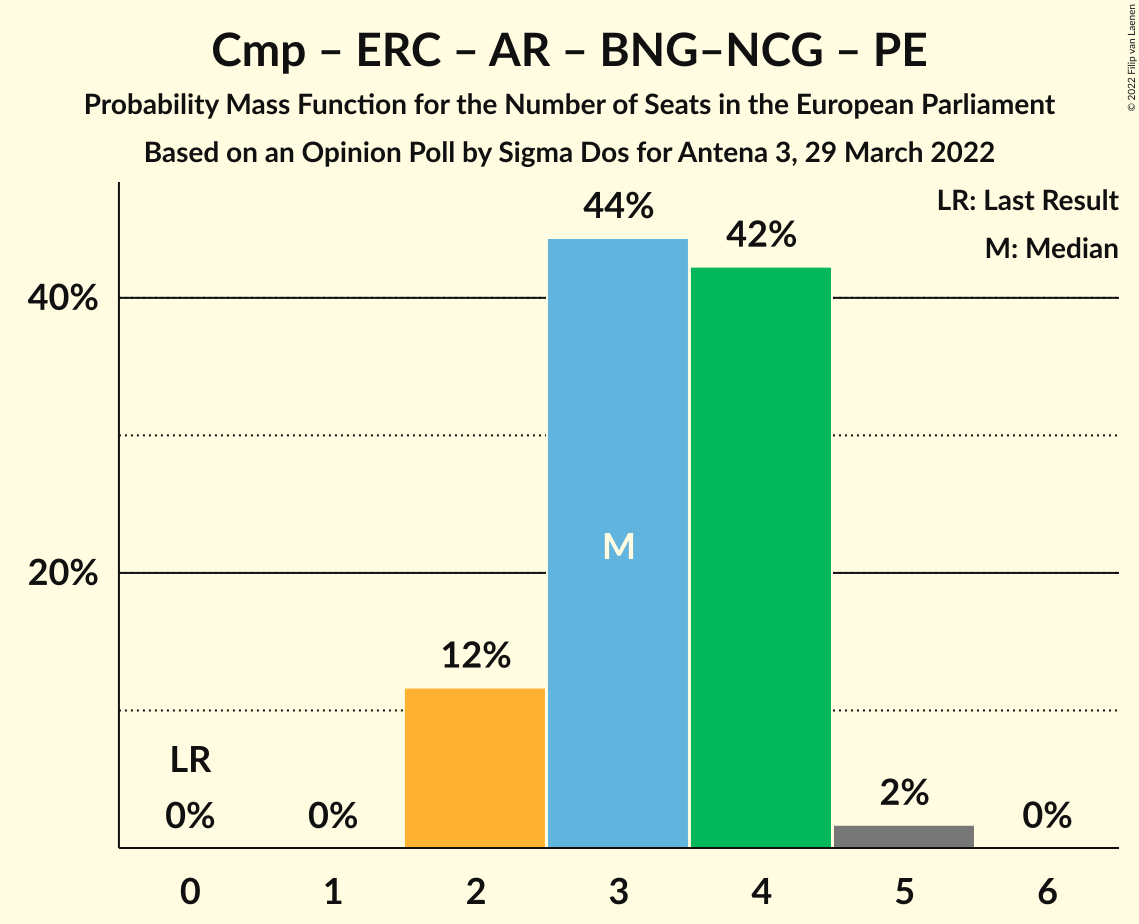 Cmp – ERC – AR – BNG–NCG – PE
Probability Mass Function for the Number of Seats in the European Parliament
Based on an Opinion Poll by Sigma Dos for Antena 3, 29 March 2022
© 2022 Filip van Laenen
LR: Last Result
M: Median
44%
42%
40%
M
20%
12%
LR
0%
0%
2%
0%
0
1
2
3
4
5
6